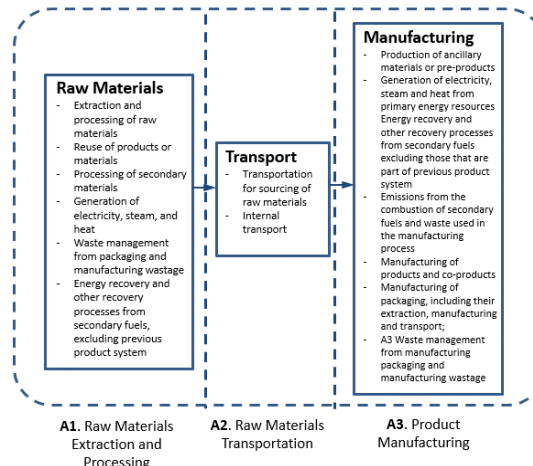 Raw Materials
- Extraction and
processing of raw
materials
- Reuse of products or
materials
- Processing of secondary
materials
- Generation of
electricity, steam, and
heat
- Waste management
from packaging and
manufacturing wastage
- Energy recovery and
other recovery
processes from
secondary fuels,
excluding previous
product system
Transport
- Transportation
for sourcing of
raw materials
- Internal
transport
Manufacturing
- Production of ancillary
materials or pre-products
- Generation of electricity,
steam and heat from
primary energy resources
Energy recovery and
other recovery processes
from secondary fuels
excluding those that are
part of previous product
system
- Emissions from the
combustion of secondary
fuels and waste used in
the manufacturing
process
- Manufacturing of
products and co-products
- Manufacturing of
packaging, including their
extraction, manufacturing
and transport;
- A3 Waste management
from manufacturing
packaging and
manufacturing wastage
A1. Raw Materials
Extraction and
Processing
A2. Raw Materials
Transportation
A3. Product
Manufacturing